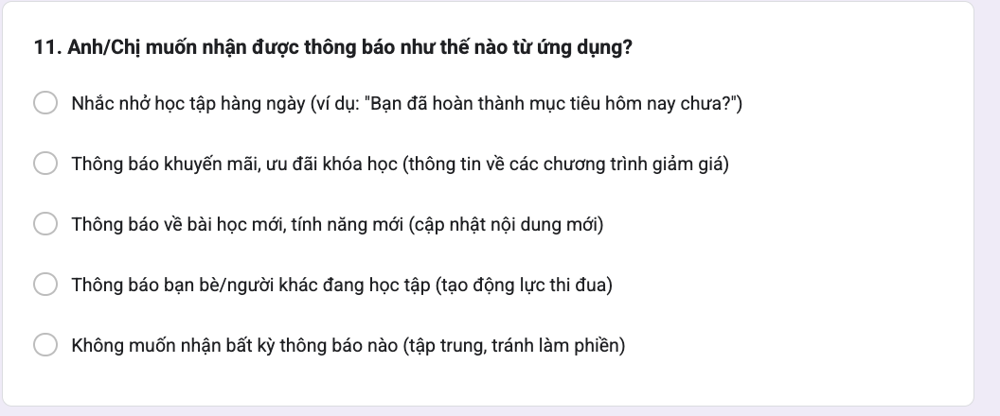 11. Anh/Chị muốn nhận được thông báo như thế nào từ ứng dụng?
Nhắc nhở học tập hàng ngày (ví dụ: "Bạn đã hoàn thành mục tiêu hôm nay chưa?")
Thông báo khuyến mãi, ưu đãi khóa học (thông tin về các chương trình giảm giá)
Thông báo về bài học mới, tính năng mới (cập nhật nội dung mới)
Thông báo bạn bè/người khác đang học tập (tạo động lực thi đua)
Không muốn nhận bất kỳ thông báo nào (tập trung, tránh làm phiền)